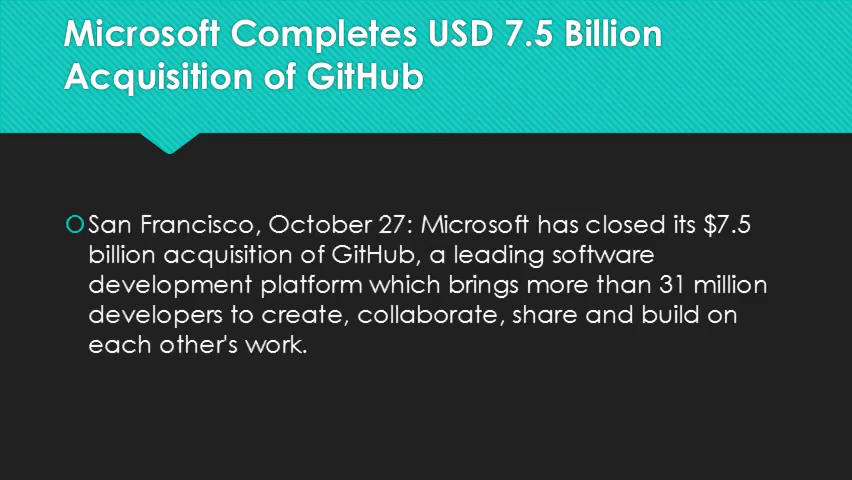 Microsoft Completes USD 7.5 Billion
Acquisition of GitHub
San Francisco, October 27: Microsoft has closed its $7.5
billion acquisition of GitHub, a leading software
development platform which brings more than 31 million
developers to create, collaborate, share and build on
each other's work.